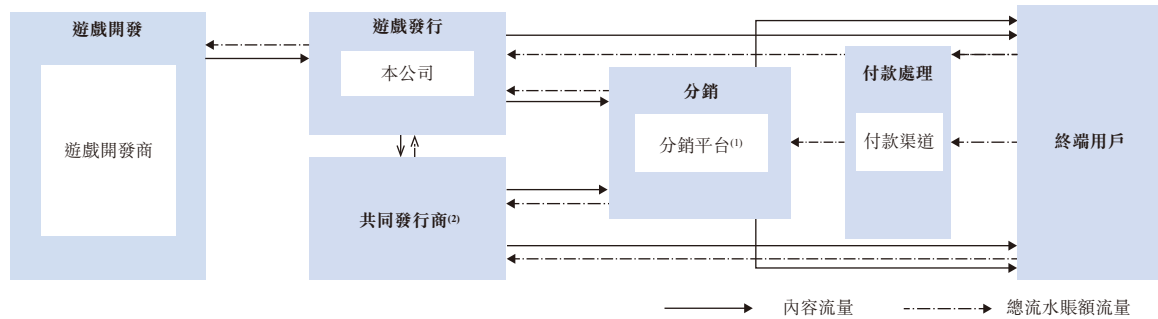 遊戲開發
遊戲開發商
遊戲發行
本公司
共同發行商(2)
分銷
分銷平台(1)
付款處理
付款渠道
終端用戶
內容流量
總流水賬額流量